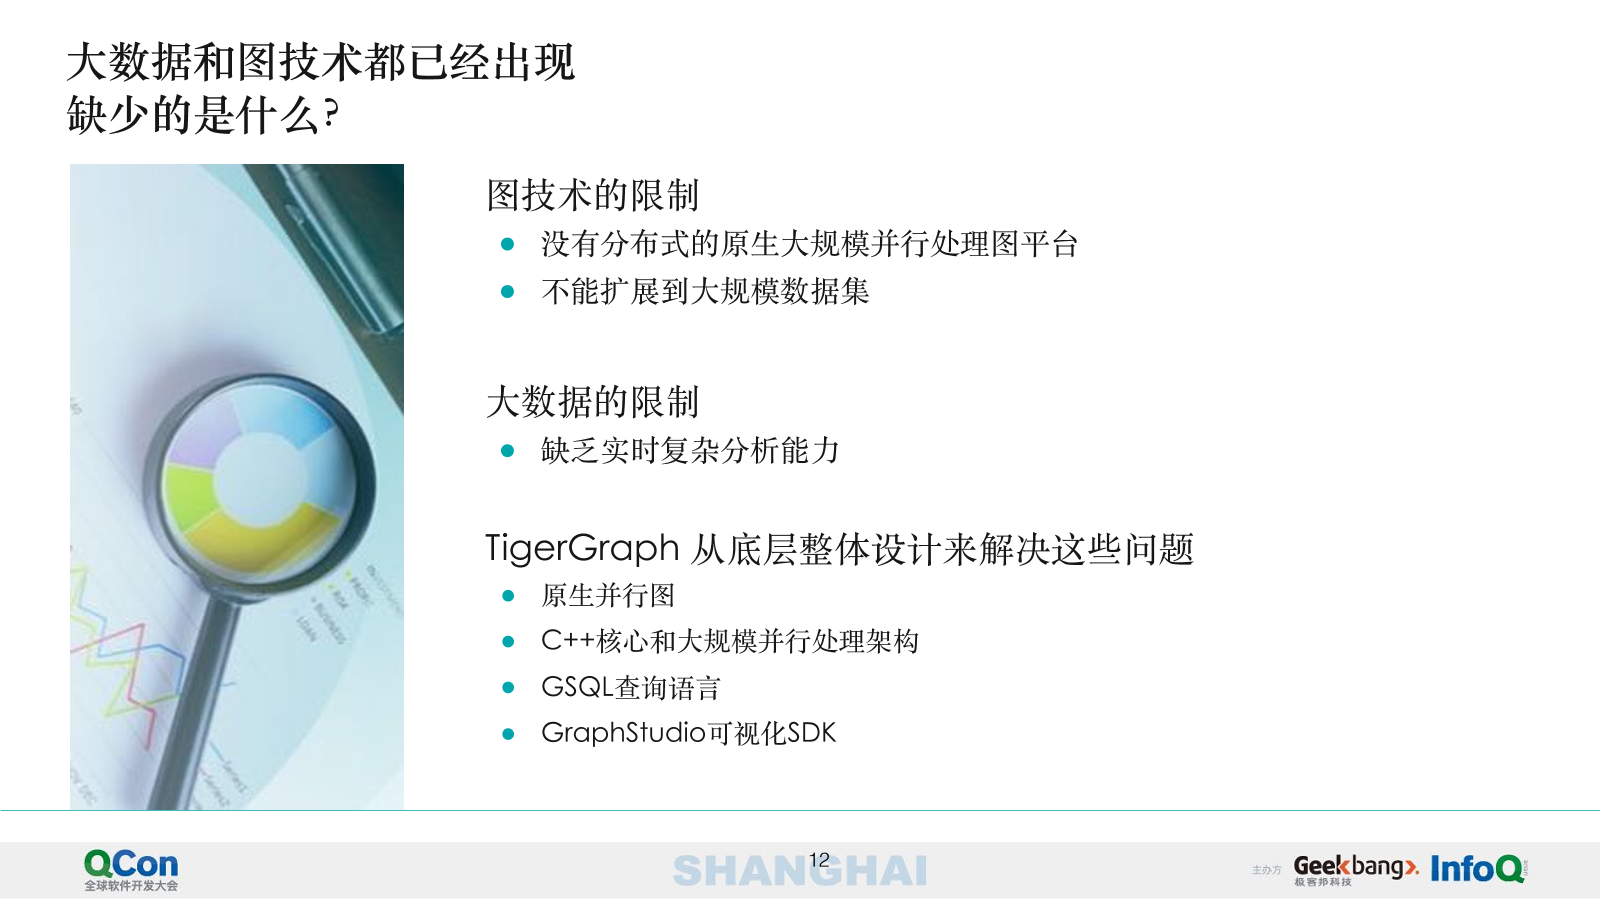 大数据和图技术都已经出现
缺少的是什么?
图技术的限制
没有分布式的原生大规模并行处理图平台
不能扩展到大规模数据集
大数据的限制
缺乏实时复杂分析能力
TigerGraph 从底层整体设计来解决这些问题
原生并行图
C++核心和大规模并行处理架构
GSQL查询语言
GraphStudio可视化SDK
QCon
全球软件开发大会
SHANGHAI
12
主办方
Geekbang>.
极客邦科技
InfoQ